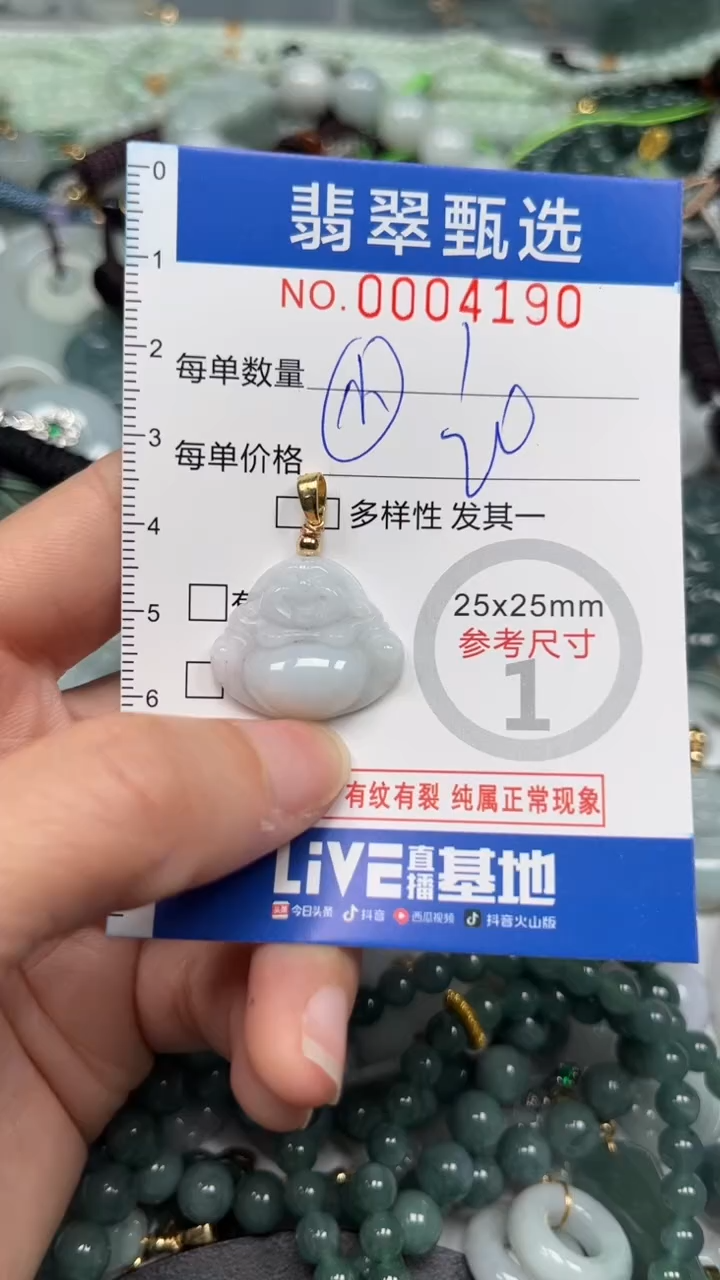 0
翡翠甄选
1
NO.0004190
2
每单数量 1
3
每单价格 20
4
多样性 发其一
5
25x25mm
参考尺寸
1
6
有纹有裂 纯属正常现象
LiVE直播基地
今日头条 抖音 西瓜视频 抖音火山版